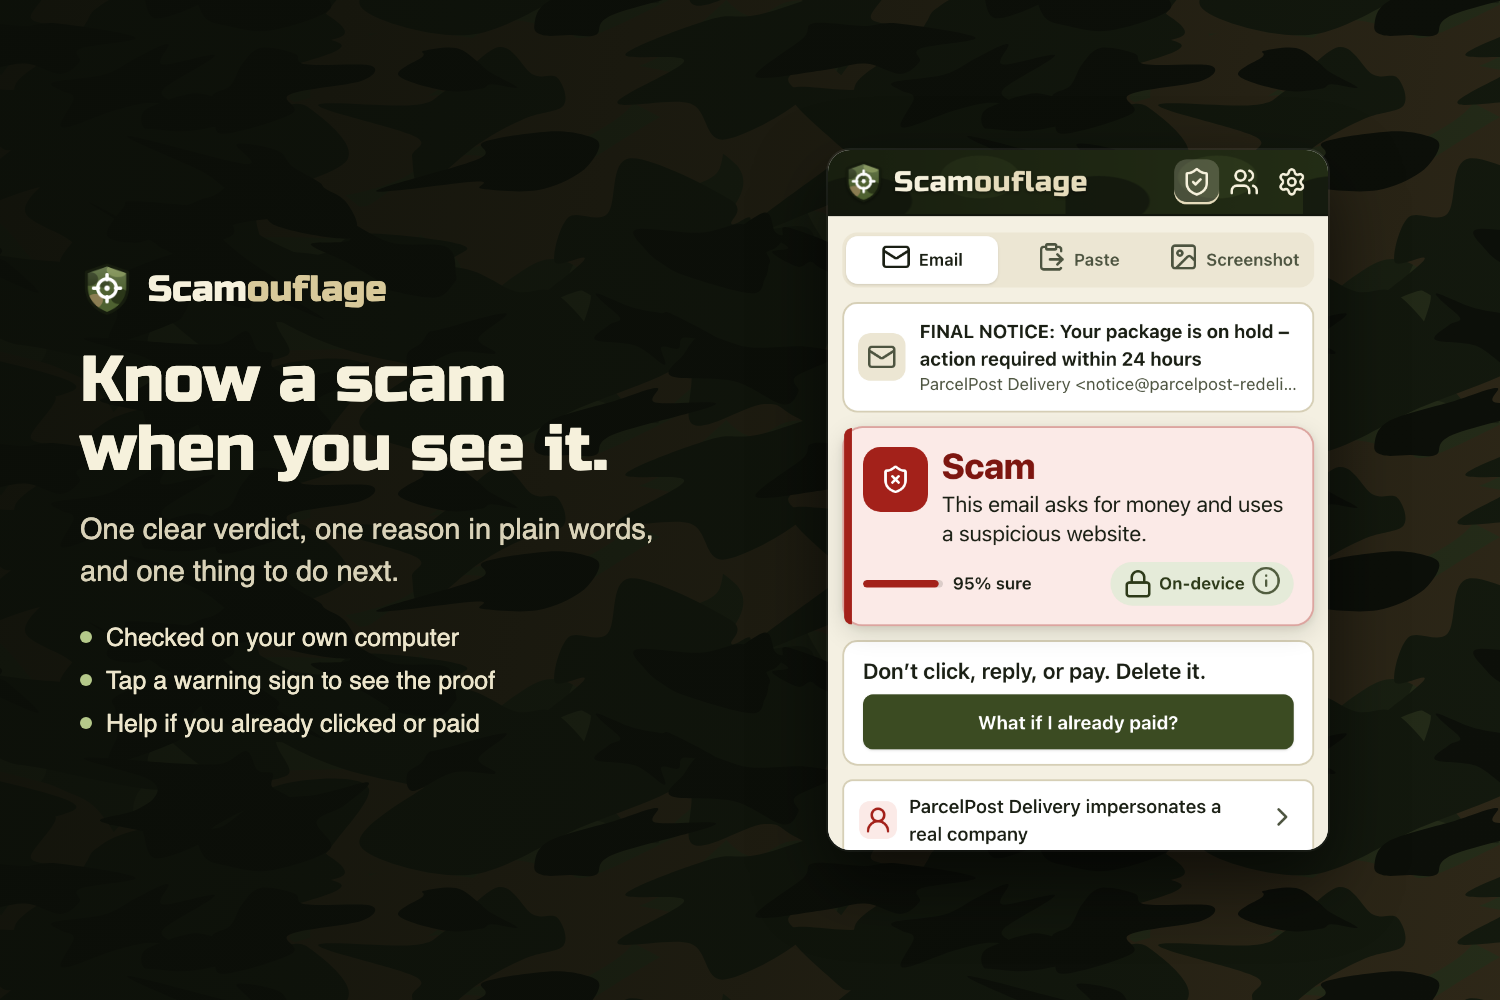 Scamouflage
Know a scam
when you see it.
One clear verdict, one reason in plain words,
and one thing to do next.
Checked on your own computer
Tap a warning sign to see the proof
Help if you already clicked or paid
Scamouflage
Email
Paste
Screenshot
FINAL NOTICE: Your package is on hold –
action required within 24 hours
ParcelPost Delivery <notice@parcelpost-redeli...
Scam
This email asks for money and uses
a suspicious website.
95% sure
On-device
Don’t click, reply, or pay. Delete it.
What if I already paid?
ParcelPost Delivery impersonates a
real company